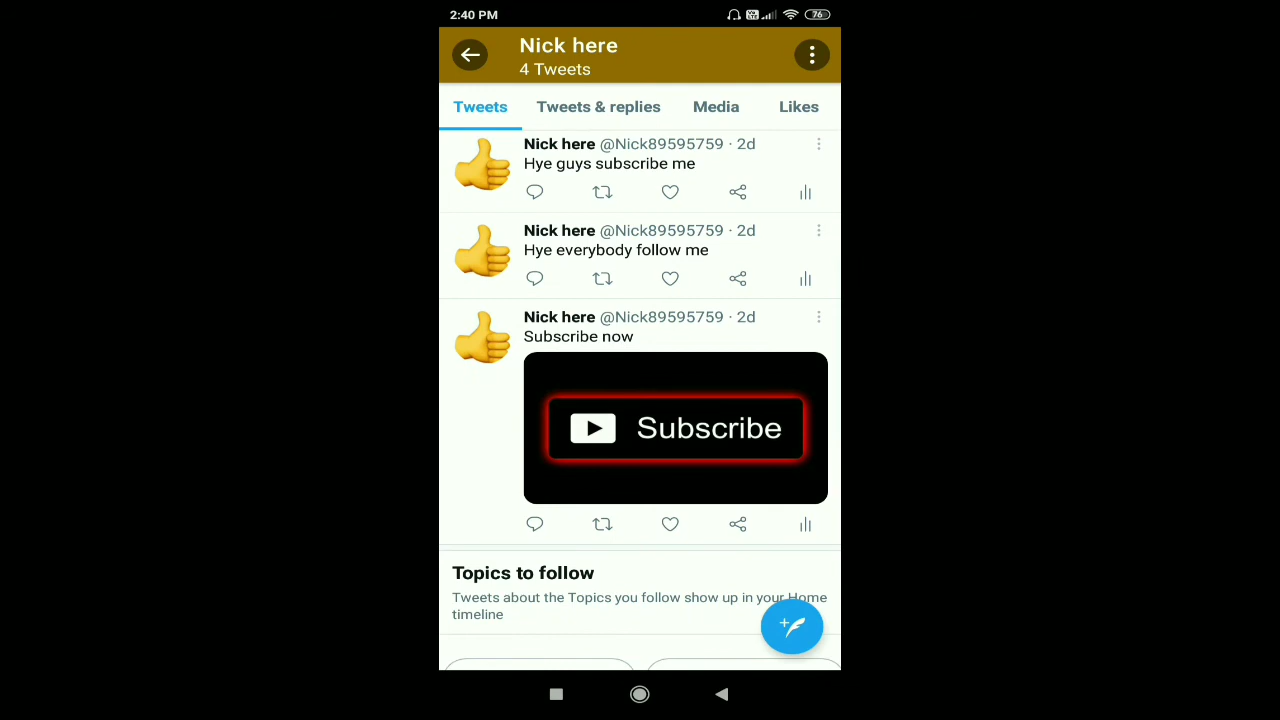 2:40 PM
76
Nick here
4 Tweets
Tweets
Tweets & replies
Media
Likes
Nick here @Nick89595759 · 2d
Hye guys subscribe me
Nick here @Nick89595759 · 2d
Hye everybody follow me
Nick here @Nick89595759 · 2d
Subscribe now
Subscribe
Topics to follow
Tweets about the Topics you follow show up in your Home
timeline